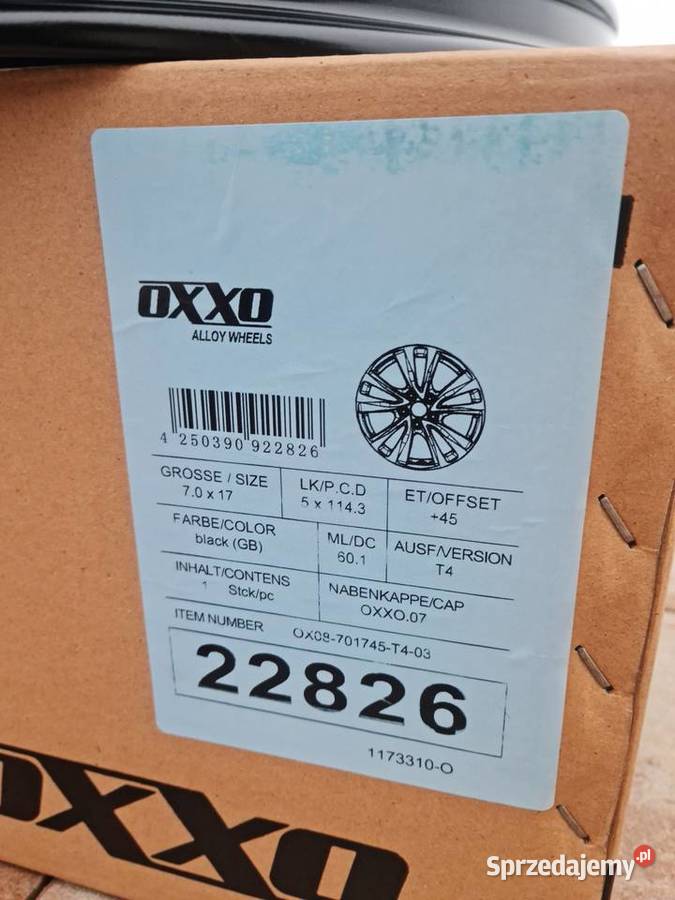 OXXO
ALLOY WHEELS
4 250390 922826
GROSSE / SIZE
7.0 x 17
LK/P.C.D
5 x 114.3
ET/OFFSET
+45
FARBE/COLOR
black (GB)
ML/DC
60.1
AUSF/VERSION
T4
INHALT/CONTENS
1 Stck/pc
NABENKAPPE/CAP
OXXO.07
ITEM NUMBER
OX08-701745-T4-03
22826
1173310-O
OXXO
Sprzedajemy.pl